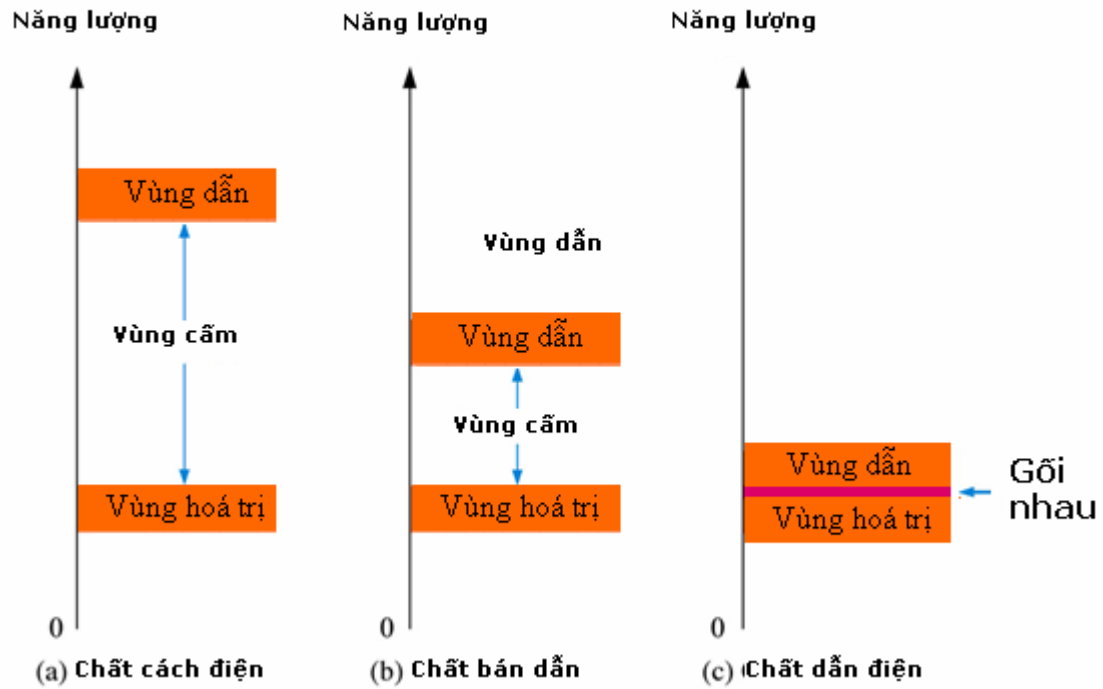 Năng lượng
Vùng dẫn
Vùng cấm
Vùng hoá trị
0
(a) Chất cách điện
Năng lượng
Vùng dẫn
Vùng dẫn
Vùng cấm
Vùng hoá trị
0
(b) Chất bán dẫn
Năng lượng
Vùng dẫn
Vùng hoá trị
Gối
nhau
0
(c) Chất dẫn điện